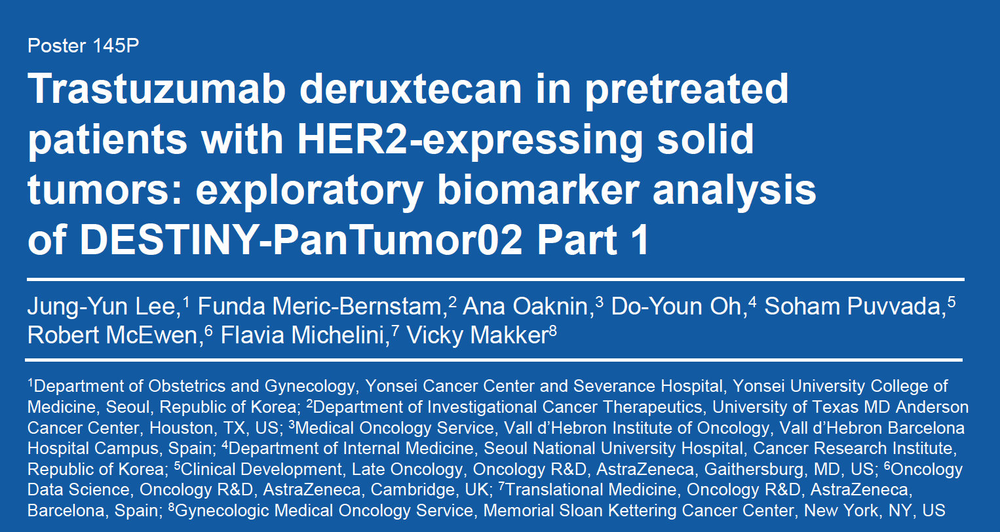 Poster 145P
Trastuzumab deruxtecan in pretreated
patients with HER2-expressing solid
tumors: exploratory biomarker analysis
of DESTINY-PanTumor02 Part 1
Jung-Yun Lee,¹ Funda Meric-Bernstam,² Ana Oaknin,³ Do-Youn Oh,⁴ Soham Puvvada,⁵
Robert McEwen,⁶ Flavia Michelini,⁷ Vicky Makker⁸
¹Department of Obstetrics and Gynecology, Yonsei Cancer Center and Severance Hospital, Yonsei University College of
Medicine, Seoul, Republic of Korea; ²Department of Investigational Cancer Therapeutics, University of Texas MD Anderson
Cancer Center, Houston, TX, US; ³Medical Oncology Service, Vall d’Hebron Institute of Oncology, Vall d’Hebron Barcelona
Hospital Campus, Spain; ⁴Department of Internal Medicine, Seoul National University Hospital, Cancer Research Institute,
Republic of Korea; ⁵Clinical Development, Late Oncology, Oncology R&D, AstraZeneca, Gaithersburg, MD, US; ⁶Oncology
Data Science, Oncology R&D, AstraZeneca, Cambridge, UK; ⁷Translational Medicine, Oncology R&D, AstraZeneca,
Barcelona, Spain; ⁸Gynecologic Medical Oncology Service, Memorial Sloan Kettering Cancer Center, New York, NY, US